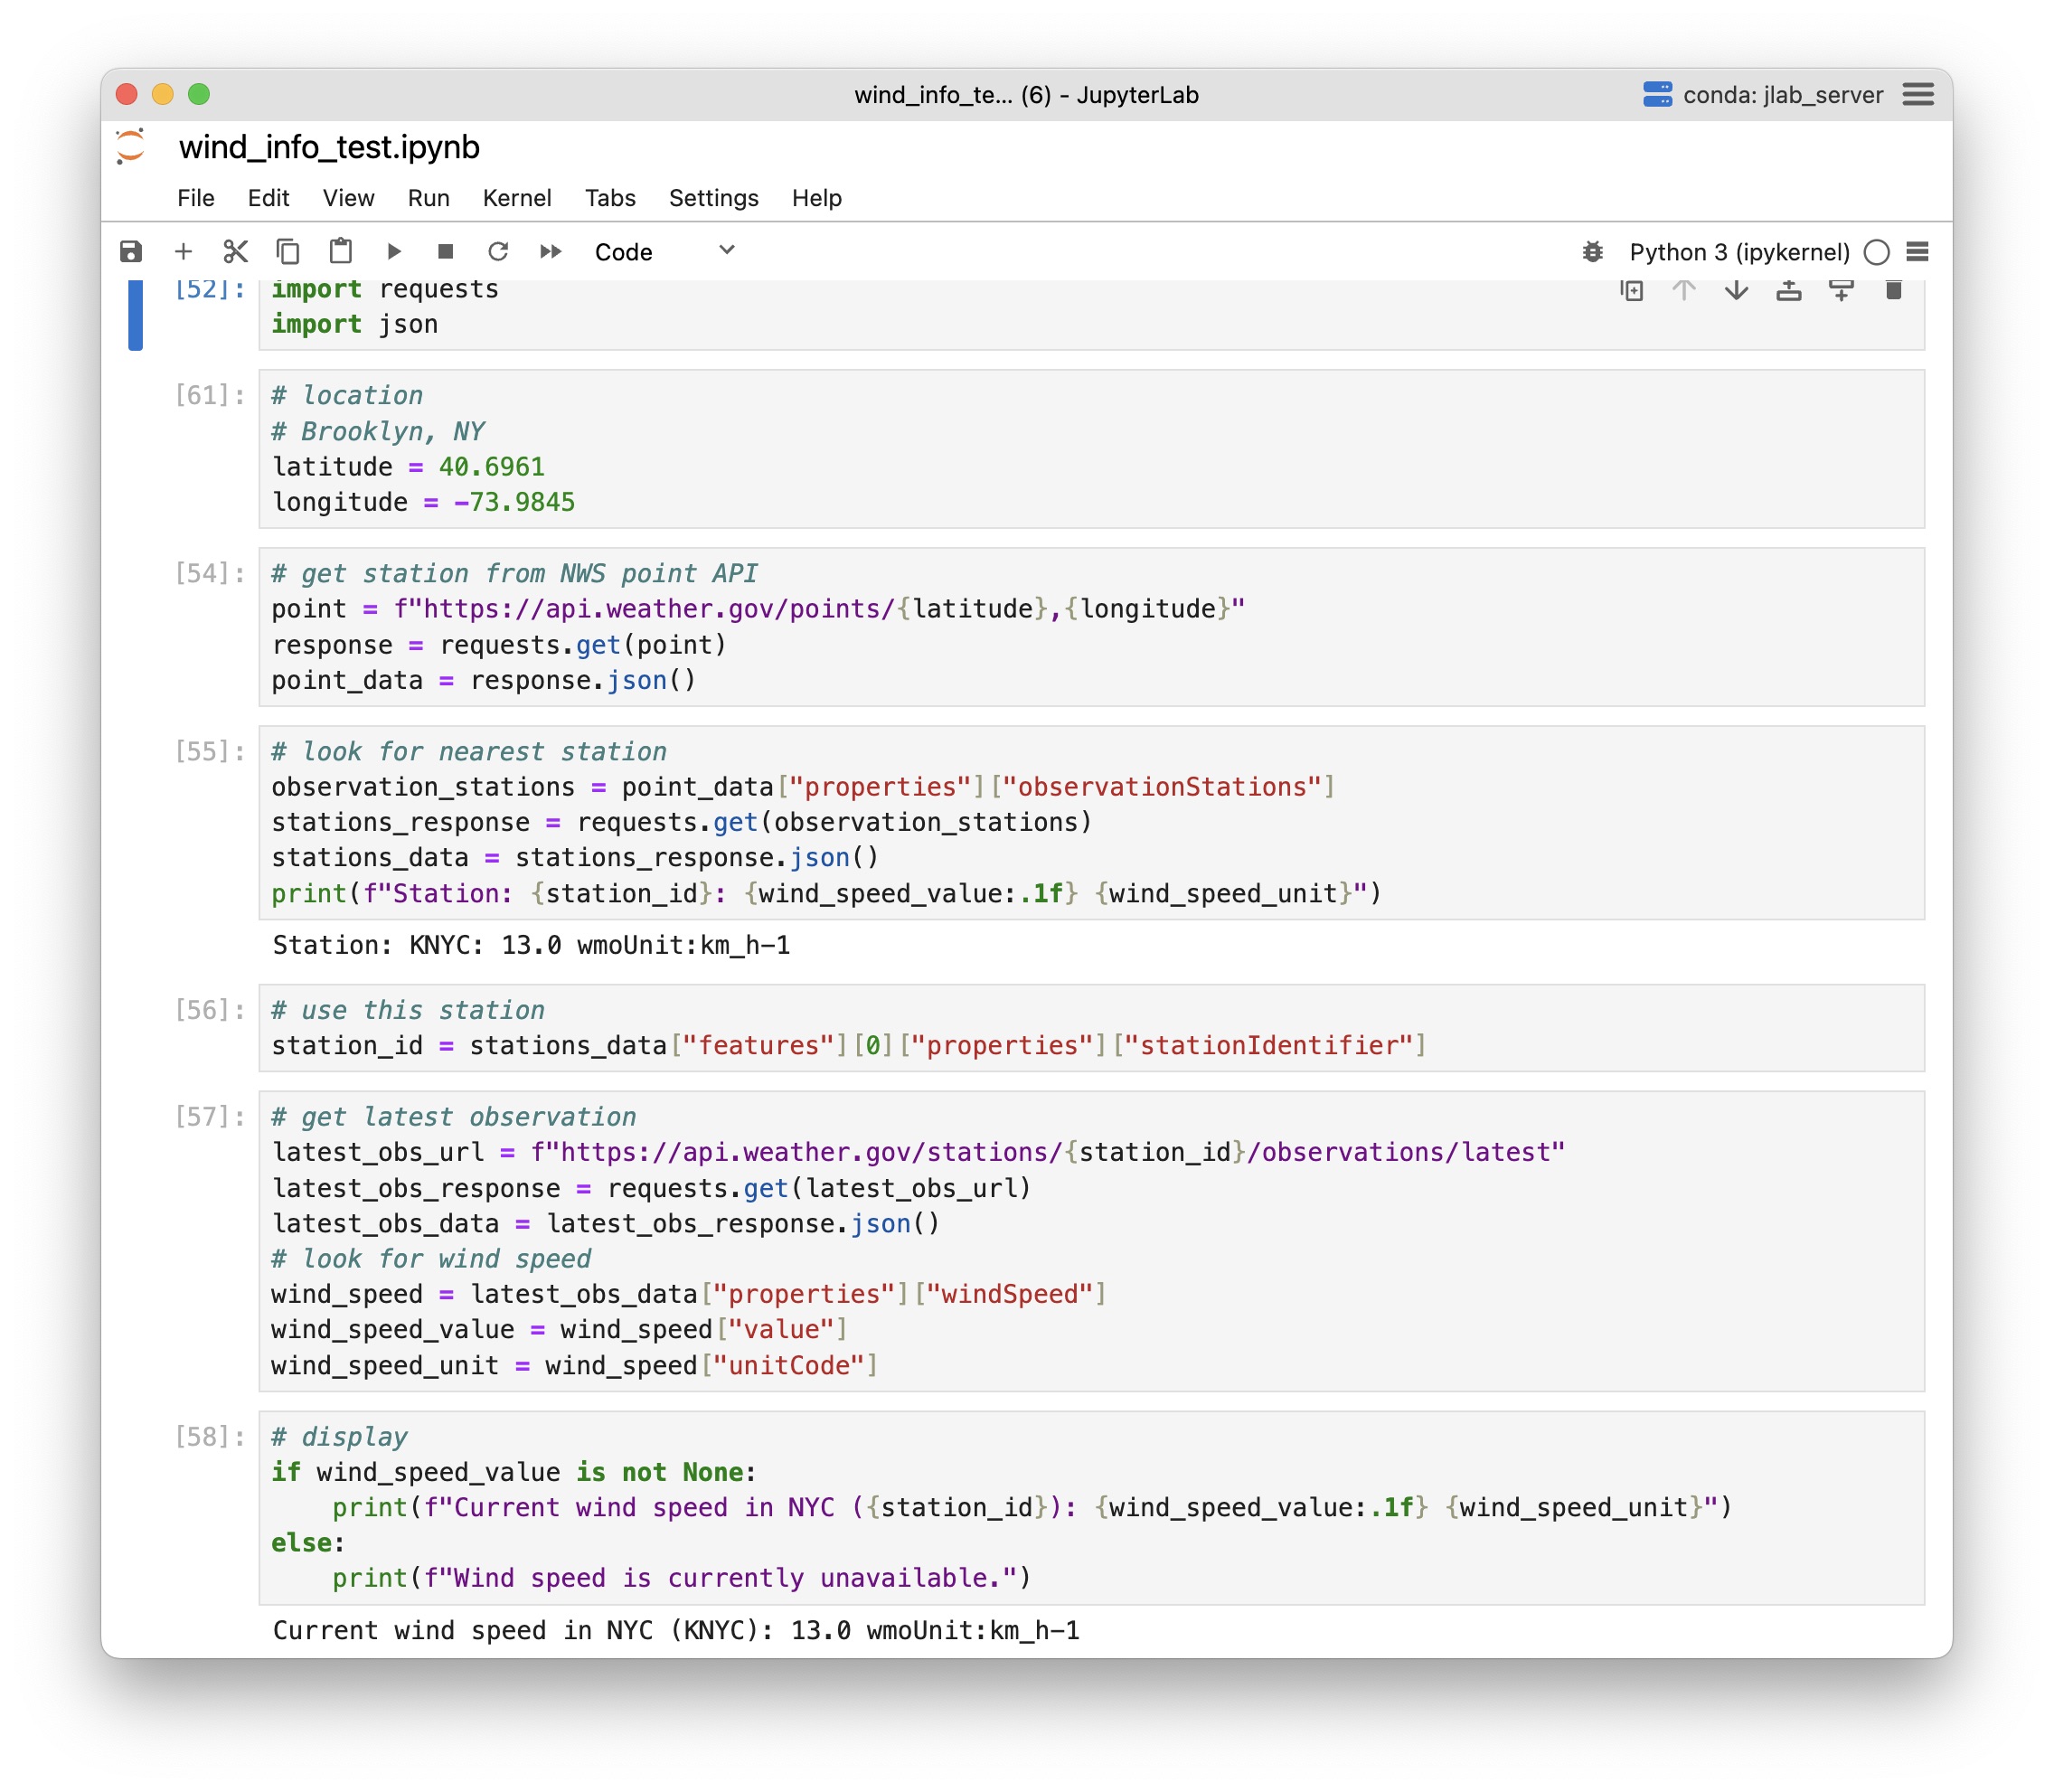 wind_info_te... (6) - JupyterLab
conda: jlab_server
wind_info_test.ipynb
File Edit View Run Kernel Tabs Settings Help
Code
Python 3 (ipykernel)
[52]: import requests
import json
[61]: # location
# Brooklyn, NY
latitude = 40.6961
longitude = -73.9845
[54]: # get station from NWS point API
point = f"https://api.weather.gov/points/{latitude},{longitude}"
response = requests.get(point)
point_data = response.json()
[55]: # look for nearest station
observation_stations = point_data["properties"]["observationStations"]
stations_response = requests.get(observation_stations)
stations_data = stations_response.json()
print(f"Station: {station_id}: {wind_speed_value:.1f} {wind_speed_unit}")
Station: KNYC: 13.0 wmoUnit:km_h-1
[56]: # use this station
station_id = stations_data["features"][0]["properties"]["stationIdentifier"]
[57]: # get latest observation
latest_obs_url = f"https://api.weather.gov/stations/{station_id}/observations/latest"
latest_obs_response = requests.get(latest_obs_url)
latest_obs_data = latest_obs_response.json()
# look for wind speed
wind_speed = latest_obs_data["properties"]["windSpeed"]
wind_speed_value = wind_speed["value"]
wind_speed_unit = wind_speed["unitCode"]
[58]: # display
if wind_speed_value is not None:
    print(f"Current wind speed in NYC ({station_id}): {wind_speed_value:.1f} {wind_speed_unit}")
else:
    print(f"Wind speed is currently unavailable.")
Current wind speed in NYC (KNYC): 13.0 wmoUnit:km_h-1